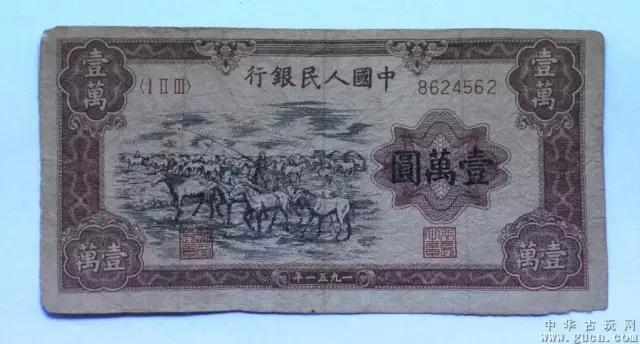 中國人民銀行
壹萬
〈I II III〉
8624562
壹萬
壹萬圓
壹萬
一九五一年
壹萬
中华古玩网
www.gucn.com